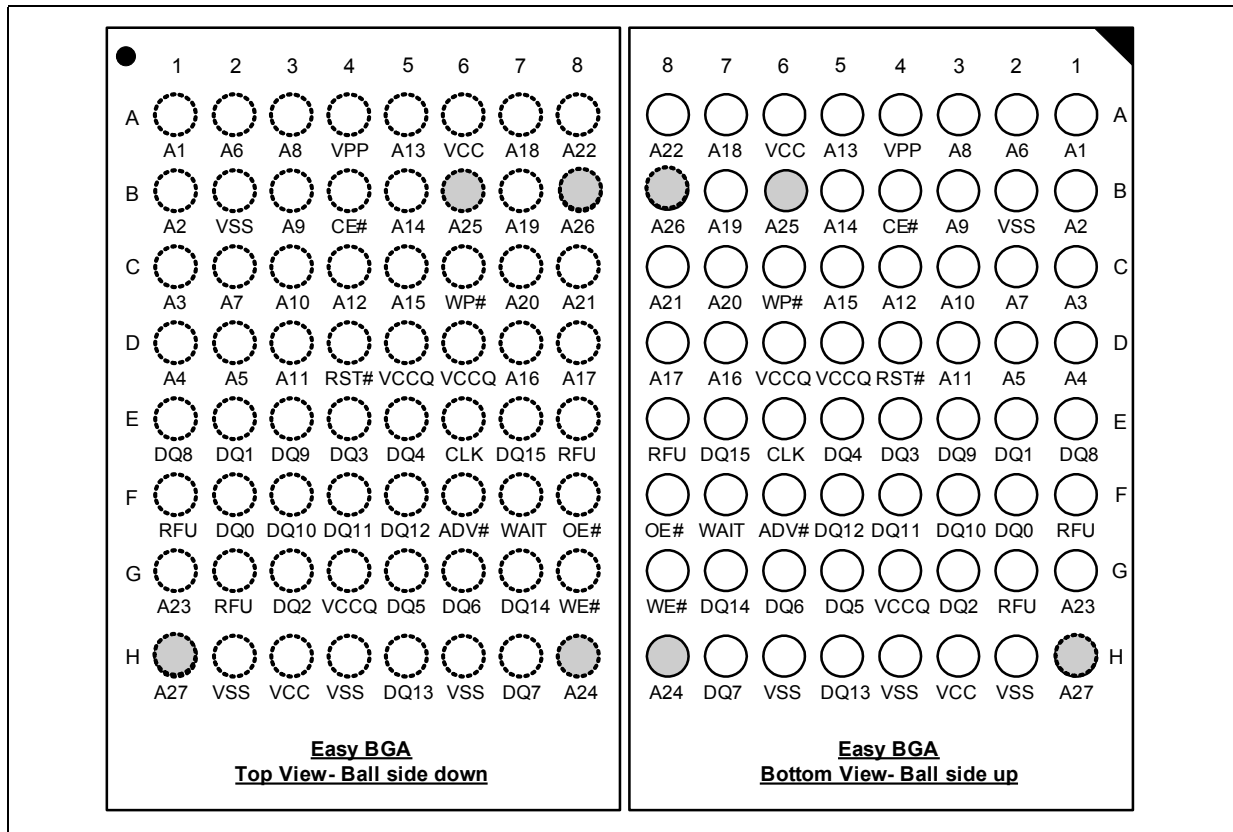 1 2 3 4 5 6 7 8
A
A1 A6 A8 VPP A13 VCC A18 A22
B
A2 VSS A9 CE# A14 A25 A19 A26
C
A3 A7 A10 A12 A15 WP# A20 A21
D
A4 A5 A11 RST# VCCQ VCCQ A16 A17
E
DQ8 DQ1 DQ9 DQ3 DQ4 CLK DQ15 RFU
F
RFU DQ0 DQ10 DQ11 DQ12 ADV# WAIT OE#
G
A23 RFU DQ2 VCCQ DQ5 DQ6 DQ14 WE#
H
A27 VSS VCC VSS DQ13 VSS DQ7 A24
Easy BGA
Top View- Ball side down
8 7 6 5 4 3 2 1
A
A22 A18 VCC A13 VPP A8 A6 A1
B
A26 A19 A25 A14 CE# A9 VSS A2
C
A21 A20 WP# A15 A12 A10 A7 A3
D
A17 A16 VCCQ VCCQ RST# A11 A5 A4
E
RFU DQ15 CLK DQ4 DQ3 DQ9 DQ1 DQ8
F
OE# WAIT ADV# DQ12 DQ11 DQ10 DQ0 RFU
G
WE# DQ14 DQ6 DQ5 VCCQ DQ2 RFU A23
H
A24 DQ7 VSS DQ13 VSS VCC VSS A27
Easy BGA
Bottom View- Ball side up